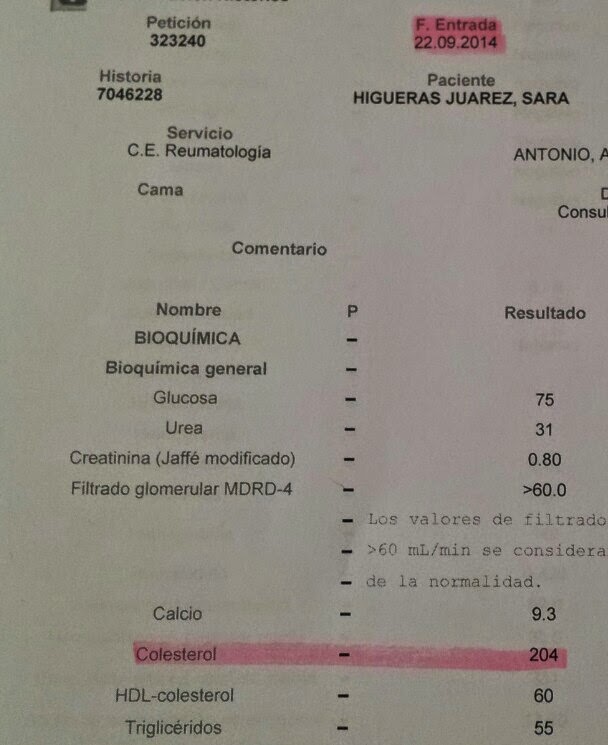 Petición F. Entrada
323240 22.09.2014
Historia Paciente
7046228 HIGUERAS JUAREZ, SARA
Servicio
C.E. Reumatología ANTONIO, A
Cama
Comentario
Nombre P Resultado
BIOQUÍMICA -
Bioquímica general -
Glucosa - 75
Urea - 31
Creatinina (Jaffé modificado) - 0.80
Filtrado glomerular MDRD-4 - >60.0
- Los valores de filtrado
- >60 mL/min se considera
- de la normalidad.
Calcio - 9.3
Colesterol - 204
HDL-colesterol - 60
Triglicéridos - 55